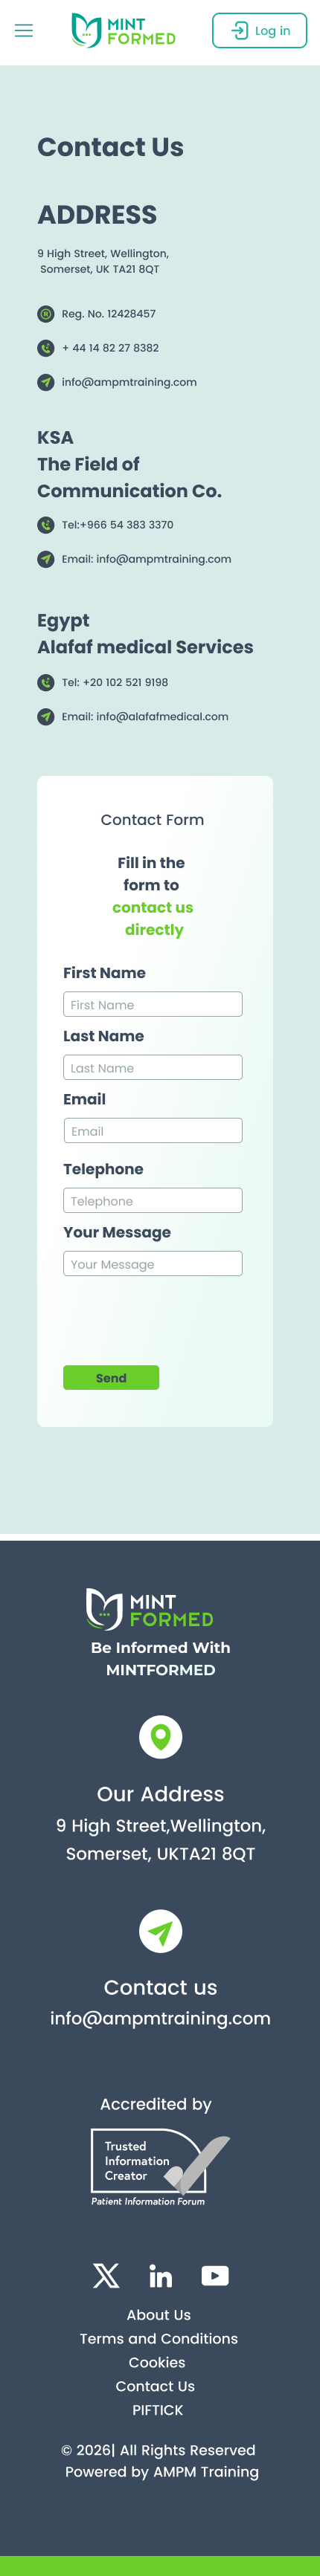 MINT
FORMED
Log in
Contact Us
ADDRESS
9 High Street, Wellington,
Somerset, UK TA21 8QT
Reg. No. 12428457
+ 44 14 82 27 8382
info@ampmtraining.com
KSA
The Field of
Communication Co.
Tel:+966 54 383 3370
Email: info@ampmtraining.com
Egypt
Alafaf medical Services
Tel: +20 102 521 9198
Email: info@alafafmedical.com
Contact Form
Fill in the
form to
contact us
directly
First Name
First Name
Last Name
Last Name
Email
Email
Telephone
Telephone
Your Message
Your Message
Send
MINT
FORMED
Be Informed With
MINTFORMED
Our Address
9 High Street,Wellington,
Somerset, UKTA21 8QT
Contact us
info@ampmtraining.com
Accredited by
Trusted
Information
Creator
Patient Information Forum
About Us
Terms and Conditions
Cookies
Contact Us
PIFTICK
© 2026| All Rights Reserved
Powered by AMPM Training